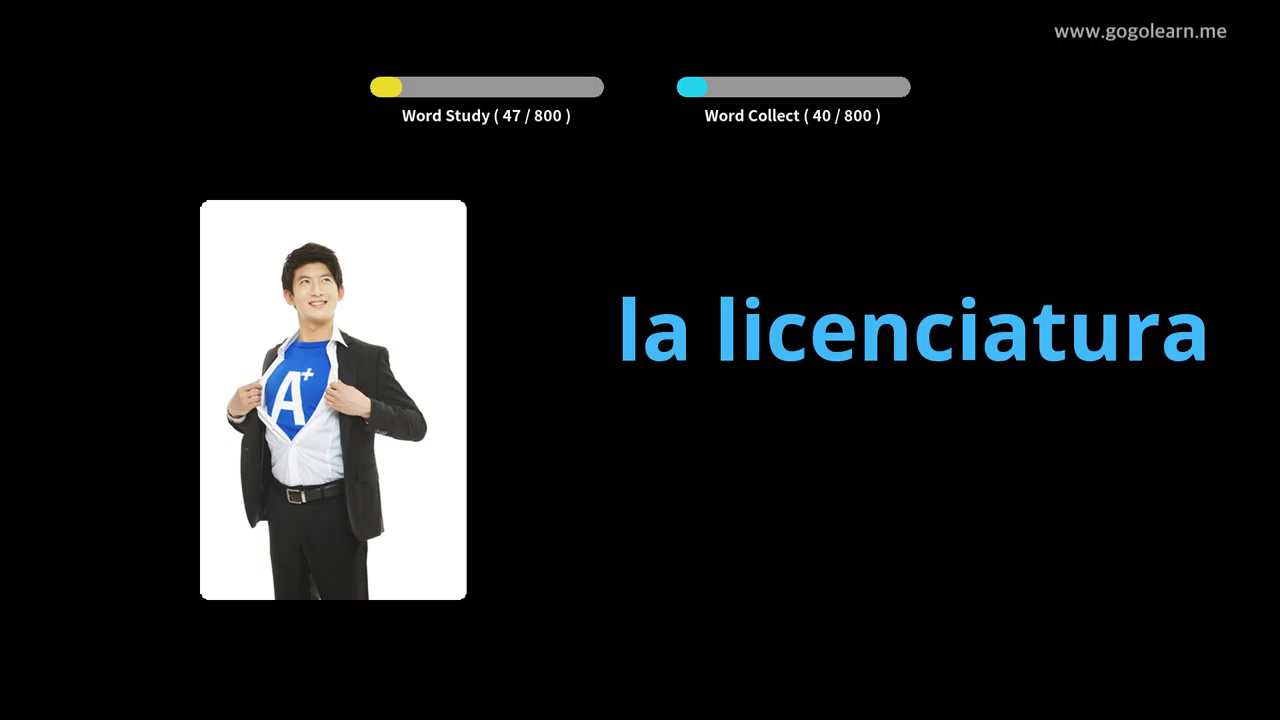 www.gogolearn.me
Word Study ( 47 / 800 )
Word Collect ( 40 / 800 )
la licenciatura
A+